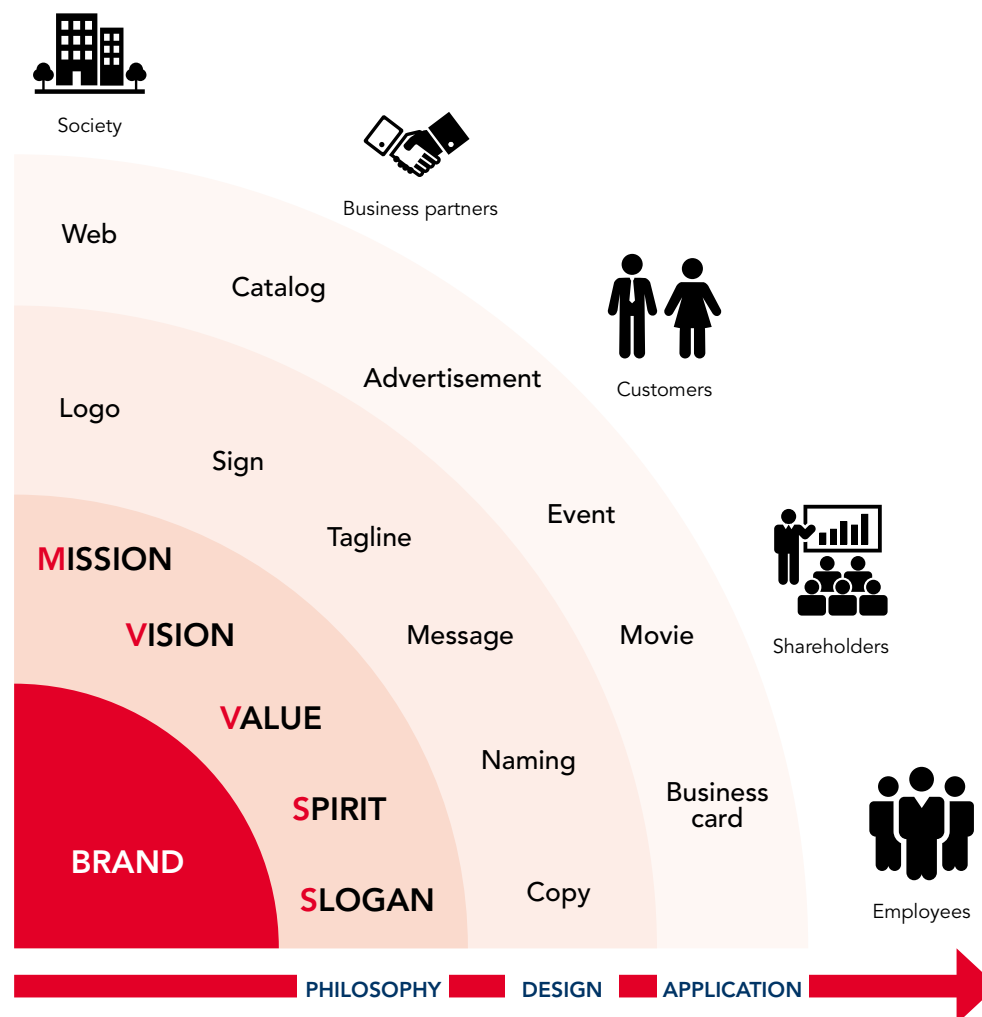 Society
Business partners
Web
Catalog
Customers
Advertisement
Logo
Sign
Event
Tagline
MISSION
VISION
Message
Movie
Shareholders
VALUE
Naming
Business
card
SPIRIT
BRAND
SLOGAN
Copy
Employees
PHILOSOPHY
DESIGN
APPLICATION